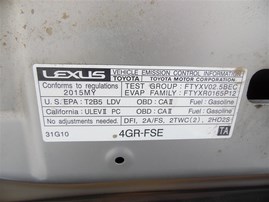 LEXUS VEHICLE EMISSION CONTROL INFORMATION
TOYOTA TOYOTA MOTOR CORPORATION
Conforms to regulations TEST GROUP : FTYXV02.5BEC
2015MY EVAP FAMILY : FTYXR0165P12
U.S. EPA : T2B5 LDV OBD : CAⅡ Fuel : Gasoline
California : ULEVⅡ PC OBD : CAⅡ Fuel : Gasoline
No adjustments needed DFI, 2A/FS, 2TWC(2), 2HO2S
31G10 4GR-FSE TA